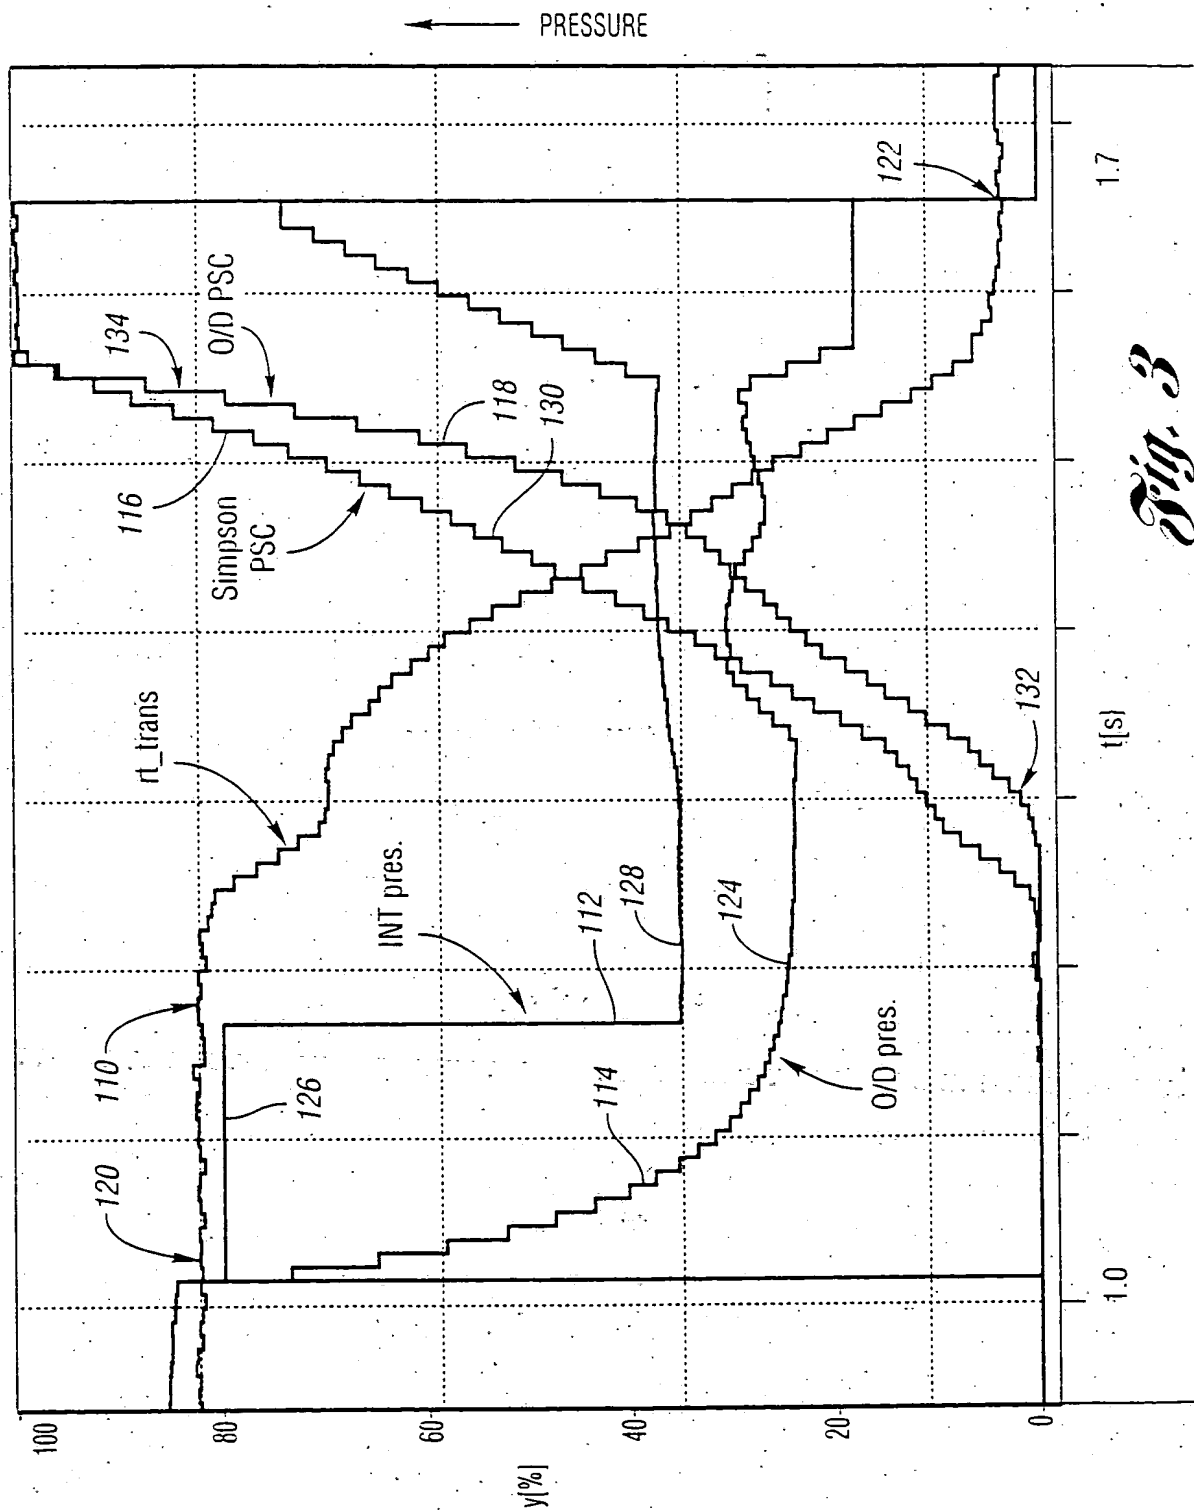 PRESSURE
100
80
60
40
20
0
y[%]
1.0
t[s]
1.7
120
110
126
114
112
INT pres.
128
124
O/D pres.
rt_trans
132
Simpson
PSC
116
130
118
134
O/D PSC
122
Fig. 3